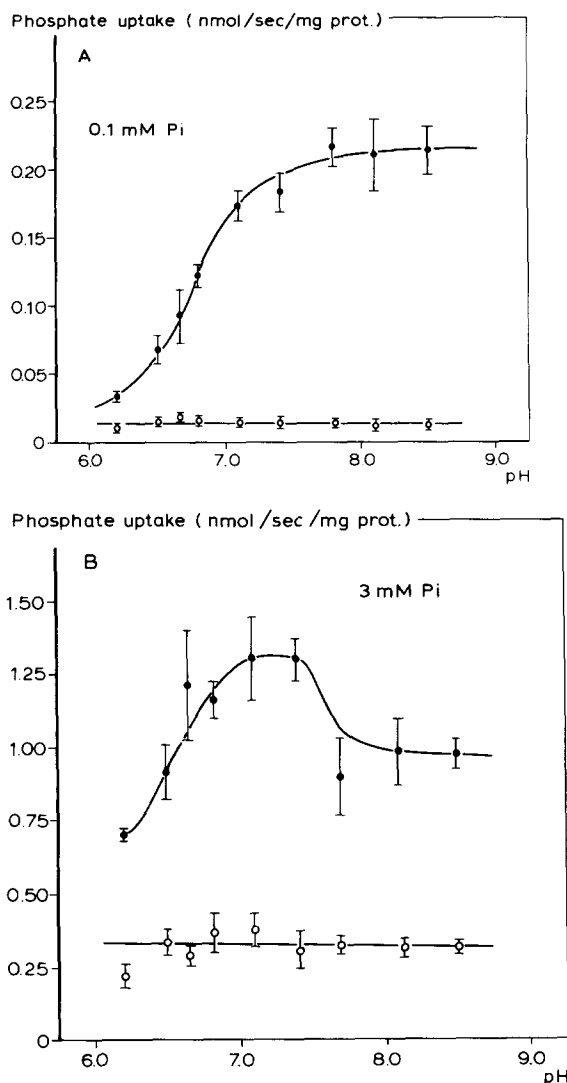 Phosphate uptake (nmol/sec/mg prot.)
A
0.1 mM Pi
0.25
0.20
0.15
0.10
0.05
0
6.0 7.0 8.0 9.0
pH
Phosphate uptake (nmol/sec/mg prot.)
B
3 mM Pi
1.50
1.25
1.00
0.75
0.50
0.25
0
6.0 7.0 8.0 9.0
pH